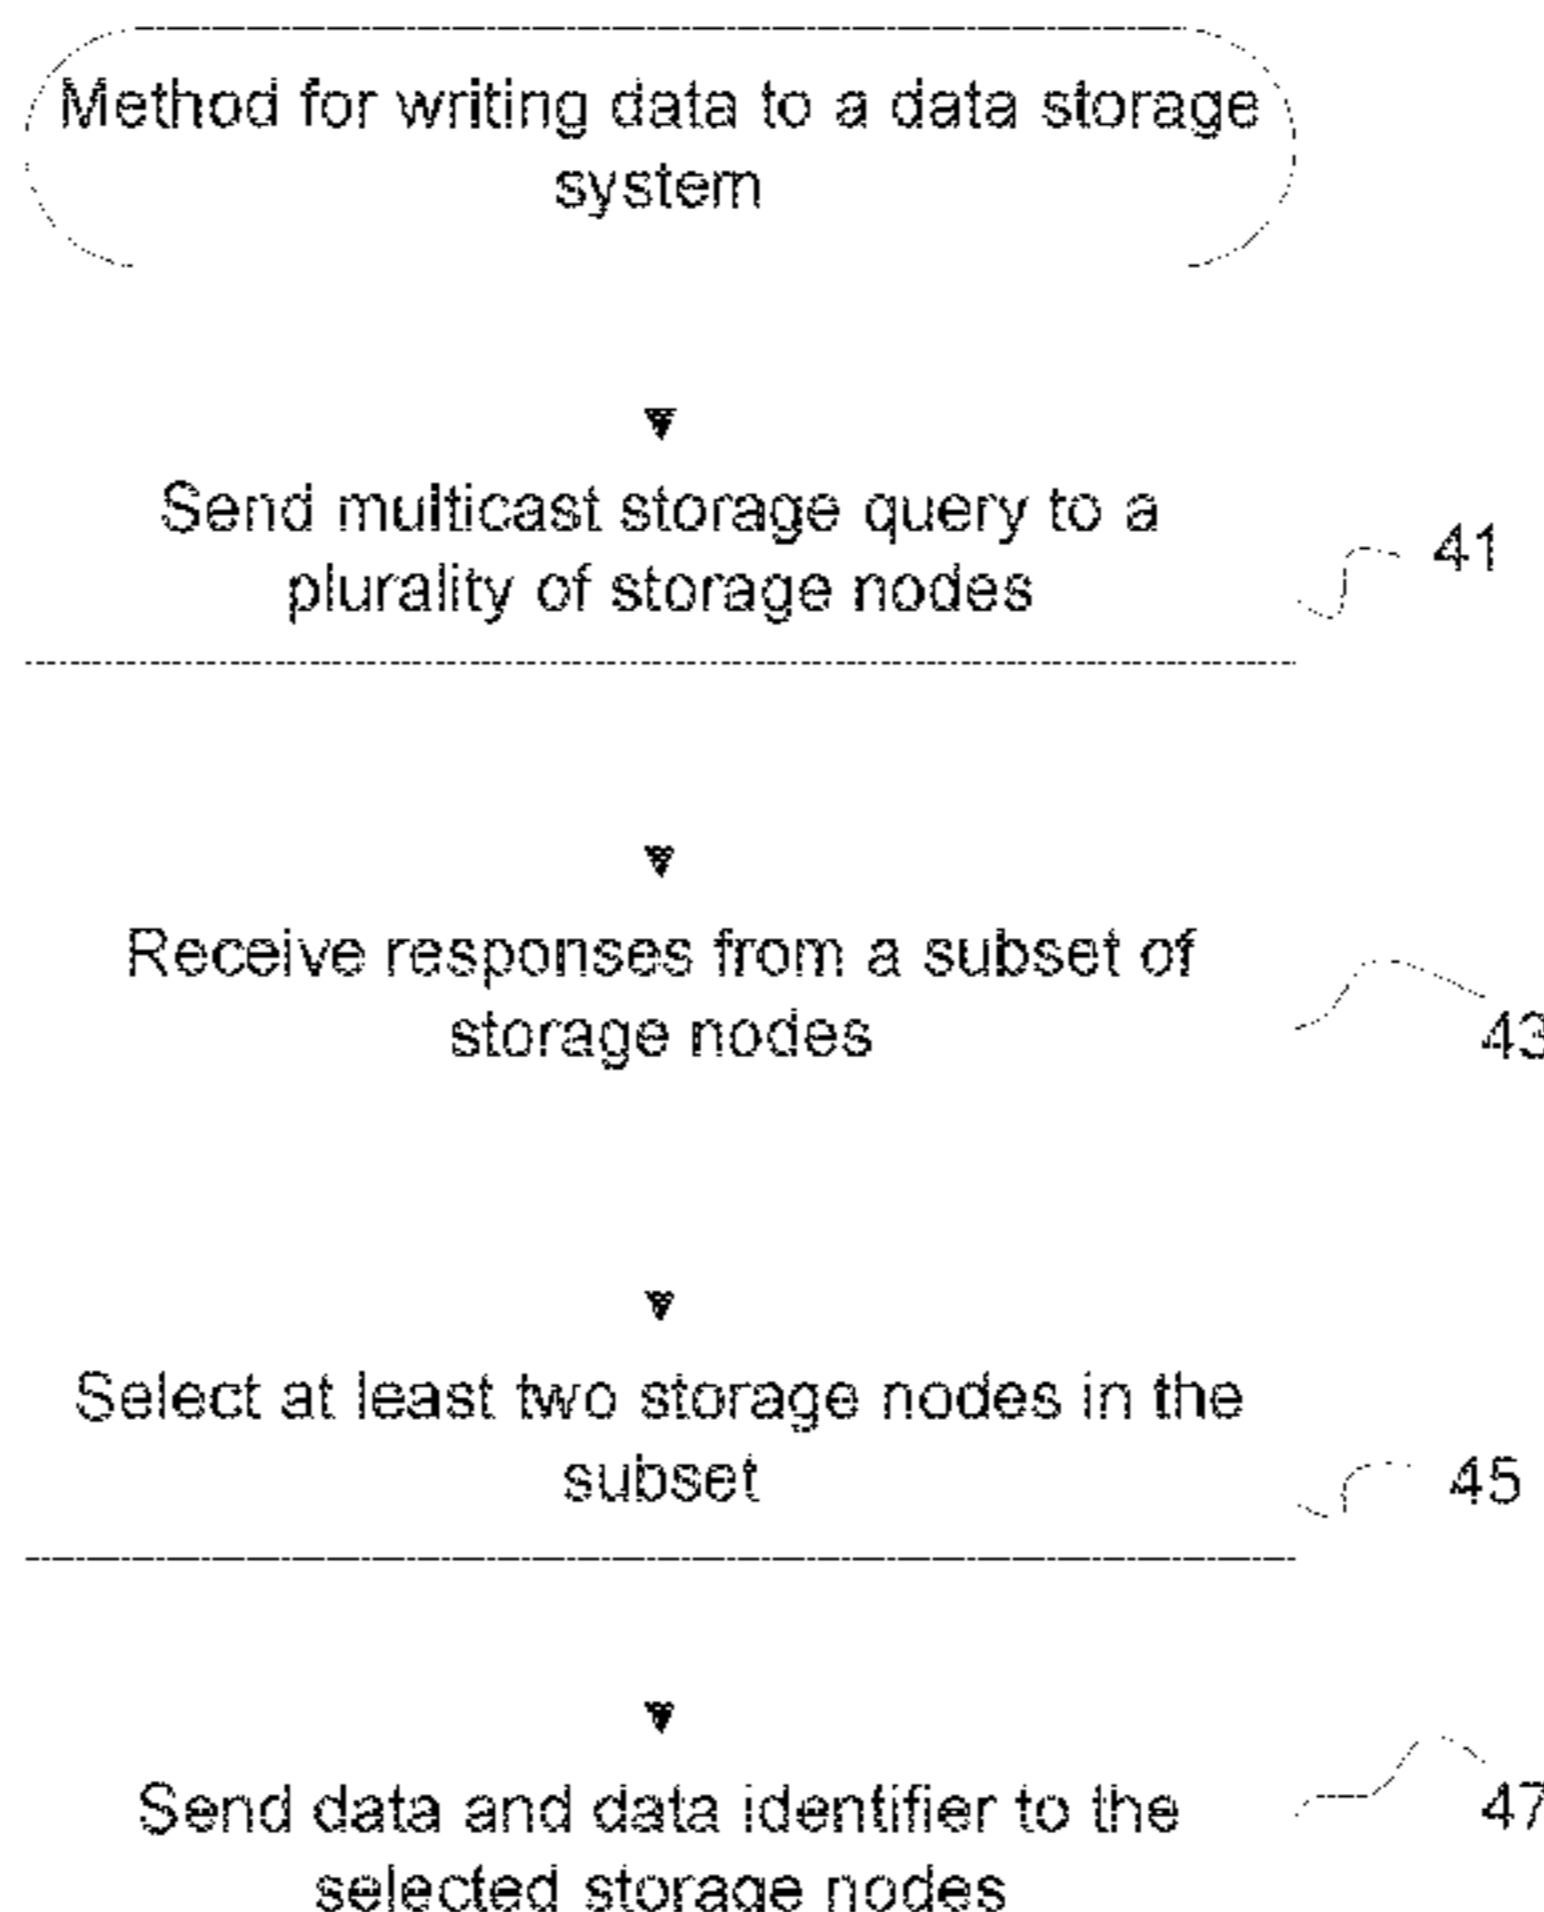 Method for writing data to a data storage
system
Send multicast storage query to a
plurality of storage nodes
41
Receive responses from a subset of
storage nodes
43
Select at least two storage nodes in the
subset
45
Send data and data identifier to the
selected storage nodes
47